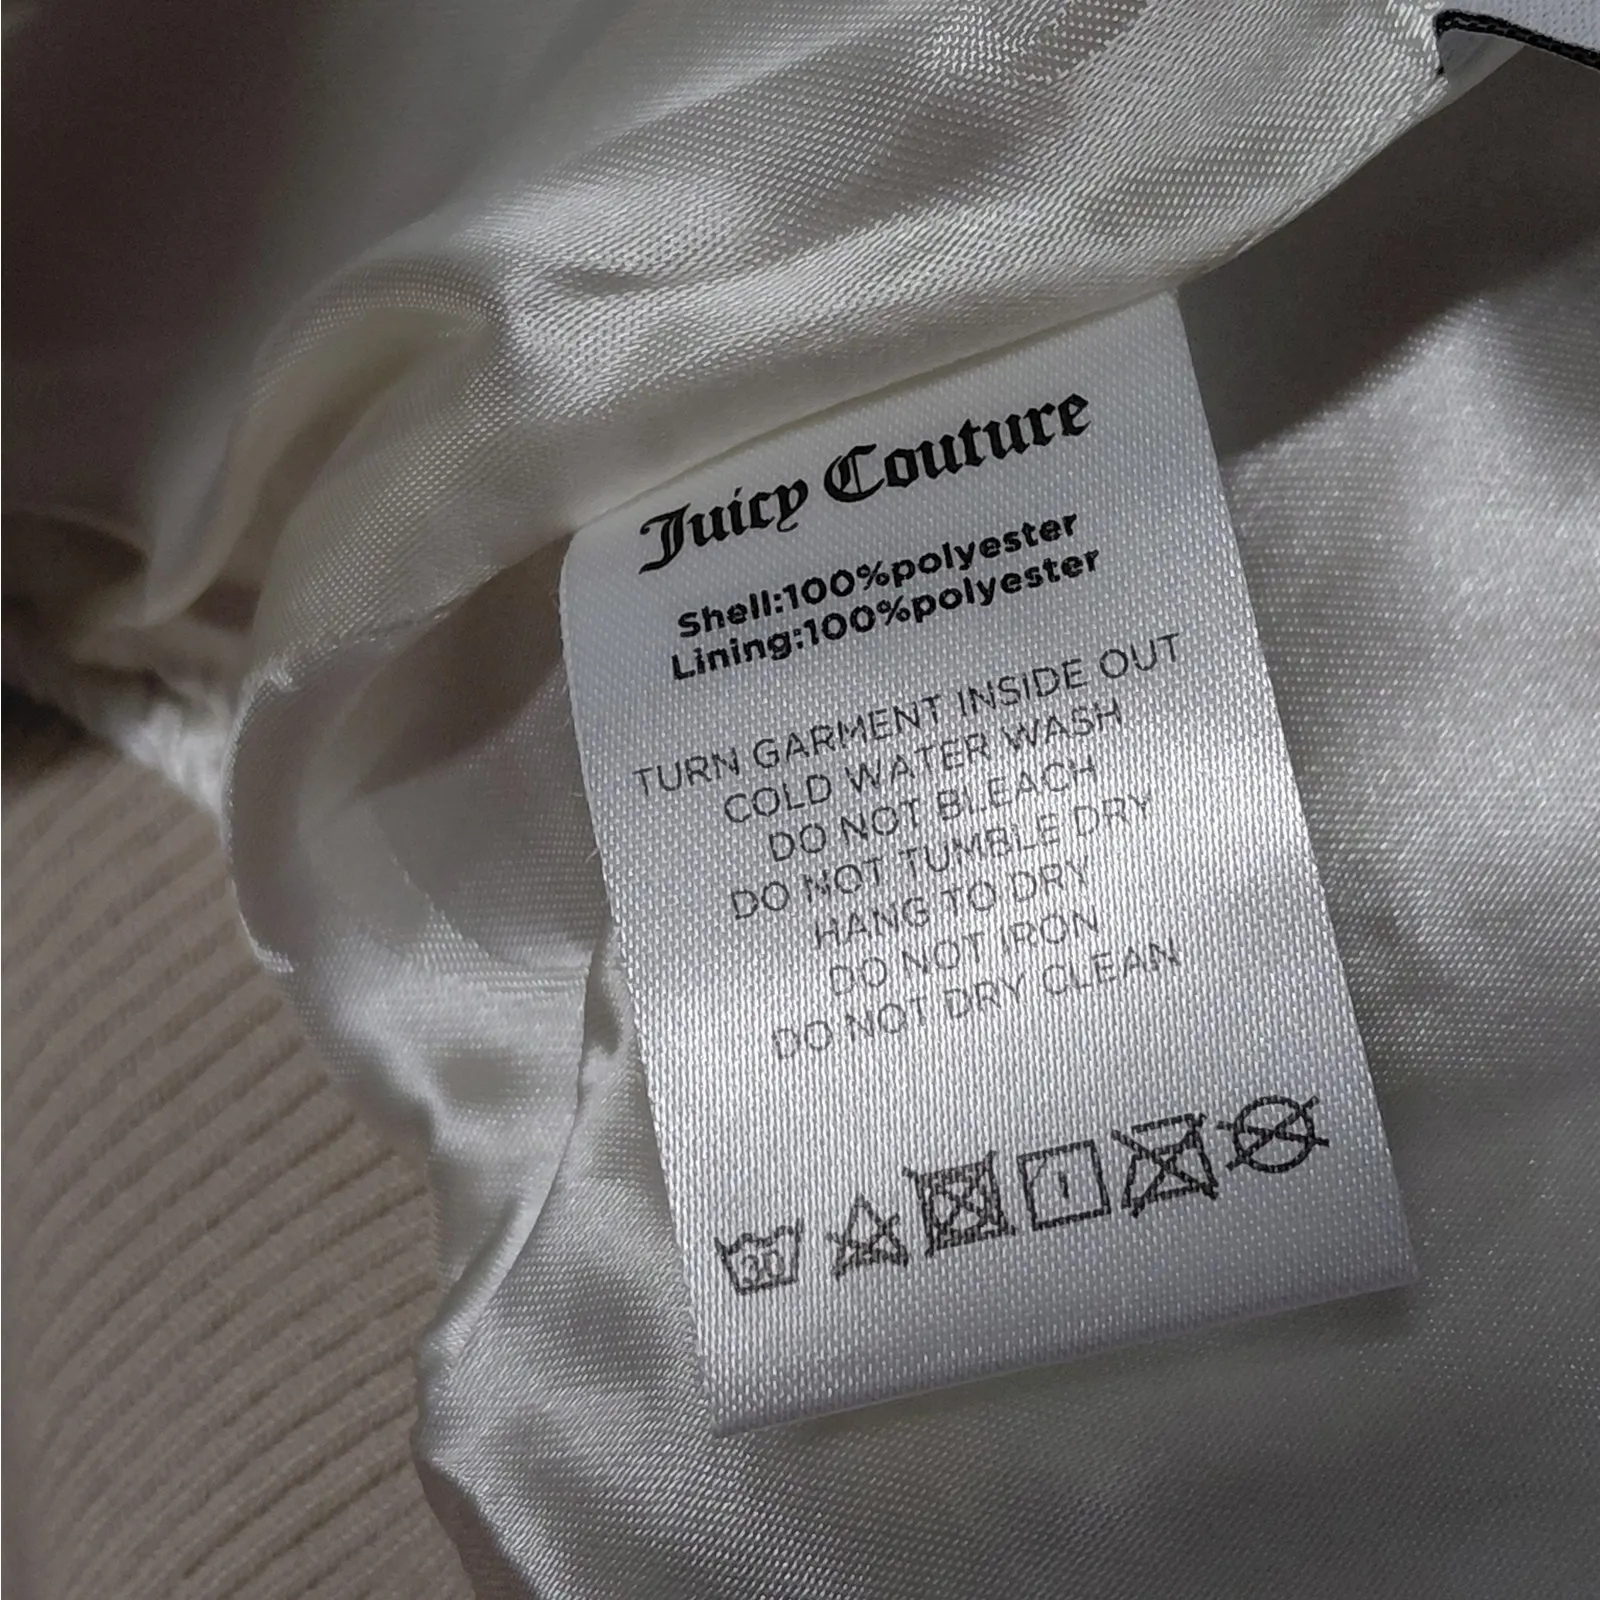 Juicy Couture
Shell:100%polyester
Lining:100%polyester
TURN GARMENT INSIDE OUT
COLD WATER WASH
DO NOT BLEACH
DO NOT TUMBLE DRY
HANG TO DRY
DO NOT IRON
DO NOT DRY CLEAN
30